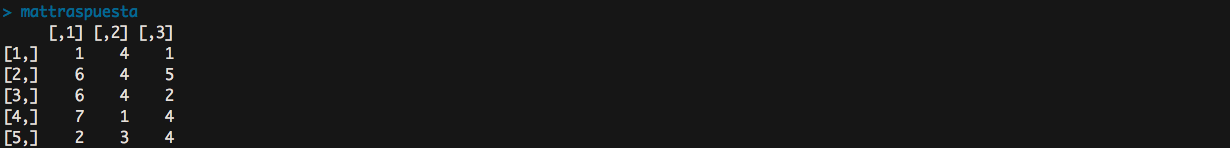 > mattraspuesta
     [,1] [,2] [,3]
[1,]    1    4    1
[2,]    6    4    5
[3,]    6    4    2
[4,]    7    1    4
[5,]    2    3    4